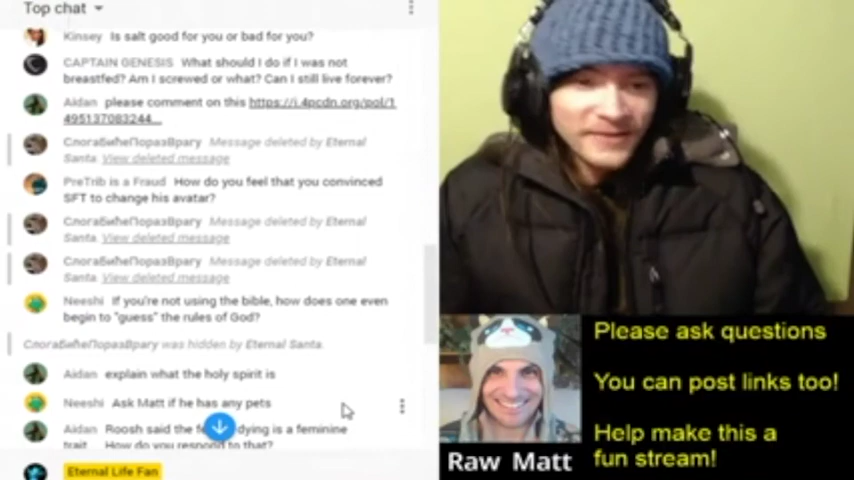 Top chat
Kinsey Is salt good for you or bad for you?
CAPTAIN GENESIS What should I do if I was not
breastfed? Am I screwed or what? Can I still live forever?
Aidan please comment on this https://i.4pcdn.org/pol/1
495137083244...
СлогаБићеПоразВрагу Message deleted by Eternal
Santa. View deleted message
PreTrib is a Fraud How do you feel that you convinced
SFT to change his avatar?
СлогаБићеПоразВрагу Message deleted by Eternal
Santa. View deleted message
СлогаБићеПоразВрагу Message deleted by Eternal
Santa. View deleted message
Neeshi If you're not using the bible, how does one even
begin to "guess" the rules of God?
СлогаБићеПоразВрагу was hidden by Eternal Santa.
Aidan explain what the holy spirit is
Neeshi Ask Matt if he has any pets
Aidan Roosh said the dying is a feminine
trait How do you respond to that?
Eternal Life Fan
Please ask questions
You can post links too!
Help make this a
fun stream!
Raw Matt